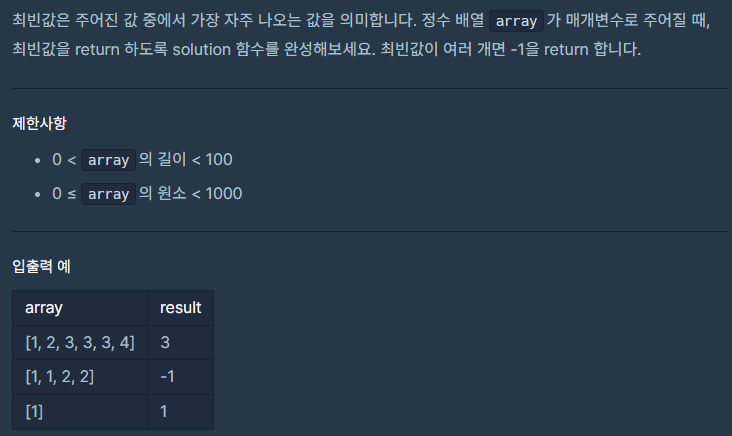 최빈값은 주어진 값 중에서 가장 자주 나오는 값을 의미합니다. 정수 배열 array 가 매개변수로 주어질 때,
최빈값을 return 하도록 solution 함수를 완성해보세요. 최빈값이 여러 개면 -1을 return 합니다.
제한사항
• 0 < array 의 길이 < 100
• 0 ≤ array 의 원소 < 1000
입출력 예
array result
[1, 2, 3, 3, 3, 4] 3
[1, 1, 2, 2] -1
[1] 1